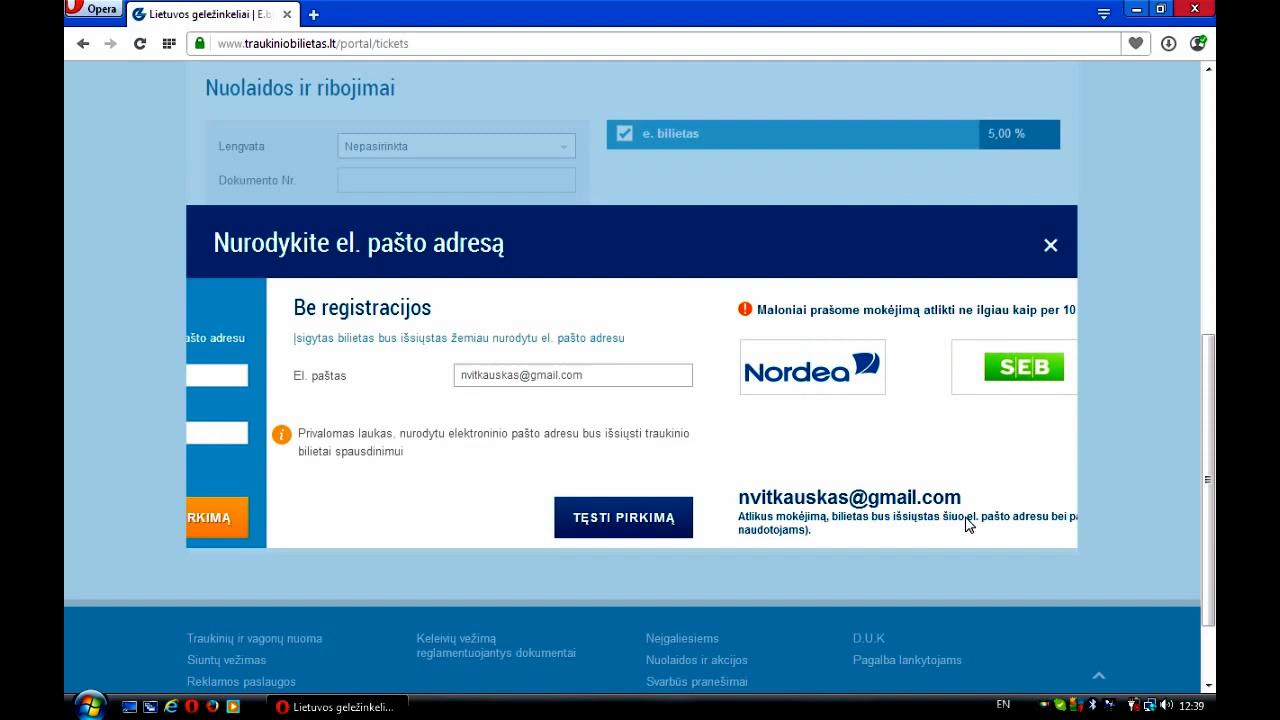 Opera
Lietuvos geležinkeliai | E.b
www.traukiniobilietas.lt/portal/tickets
Nuolaidos ir ribojimai
Lengvata
Nepasirinkta
e. bilietas
5,00 %
Dokumento Nr.
Nurodykite el. pašto adresą
Be registracijos
Maloniai prašome mokėjimą atlikti ne ilgiau kaip per 10
ašto adresu
Įsigytas bilietas bus išsiųstas žemiau nurodytu el. pašto adresu
Nordea
SEB
El. paštas
nvitkauskas@gmail.com
Privalomas laukas, nurodytu elektroninio pašto adresu bus išsiųsti traukinio
bilietai spausdinimui
nvitkauskas@gmail.com
RKIMĄ
TĘSTI PIRKIMĄ
Atlikus mokėjimą, bilietas bus išsiųstas šiuo el. pašto adresu bei pa
naudotojams).
Traukinių ir vagonų nuoma
Keleivių vežimą
reglamentuojantys dokumentai
Neįgaliesiems
D.U.K
Siuntų vežimas
Nuolaidos ir akcijos
Pagalba lankytojams
Reklamos paslaugos
Svarbūs pranešimai
Lietuvos geležinkeli...
EN
12:39